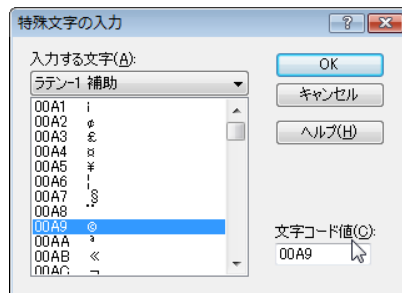 特殊文字の入力
入力する文字(A):
ラテン-1 補助
00A1 ¡
00A2 ¢
00A3 £
00A4 ¤
00A5 ¥
00A6 ¦
00A7 §
00A8 ¨
00A9 ©
00AA ª
00AB «
00AC ¬
OK
キャンセル
ヘルプ(H)
文字コード値(C):
00A9